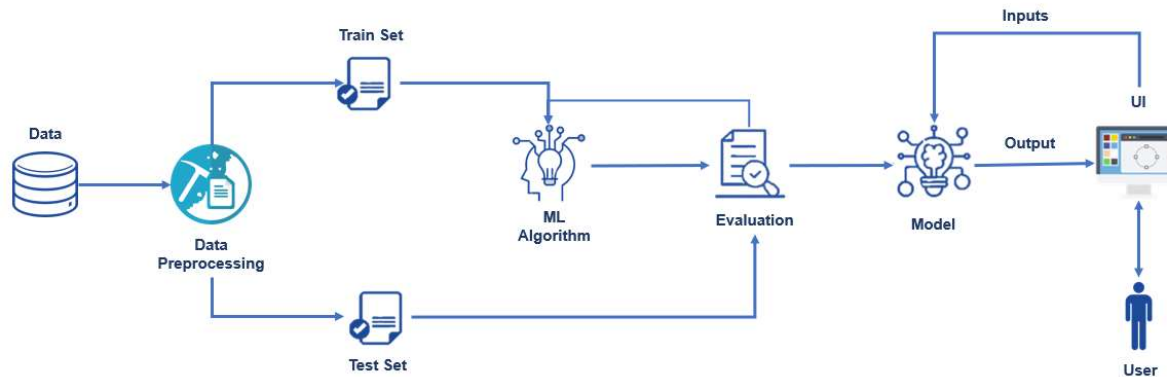 Inputs
Train Set
UI
Data
Output
ML
Algorithm
Evaluation
Model
Data
Preprocessing
Test Set
User